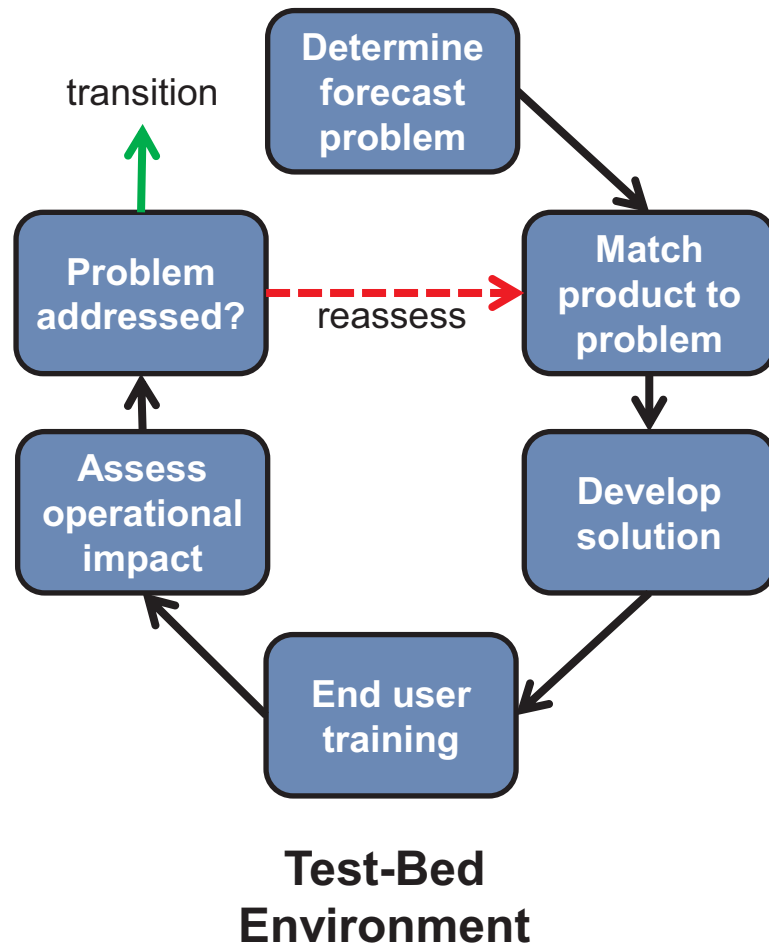 Determine
forecast
problem
transition
Match
product to
problem
Problem
addressed?
reassess
Develop
solution
Assess
operational
impact
End user
training
Test-Bed
Environment